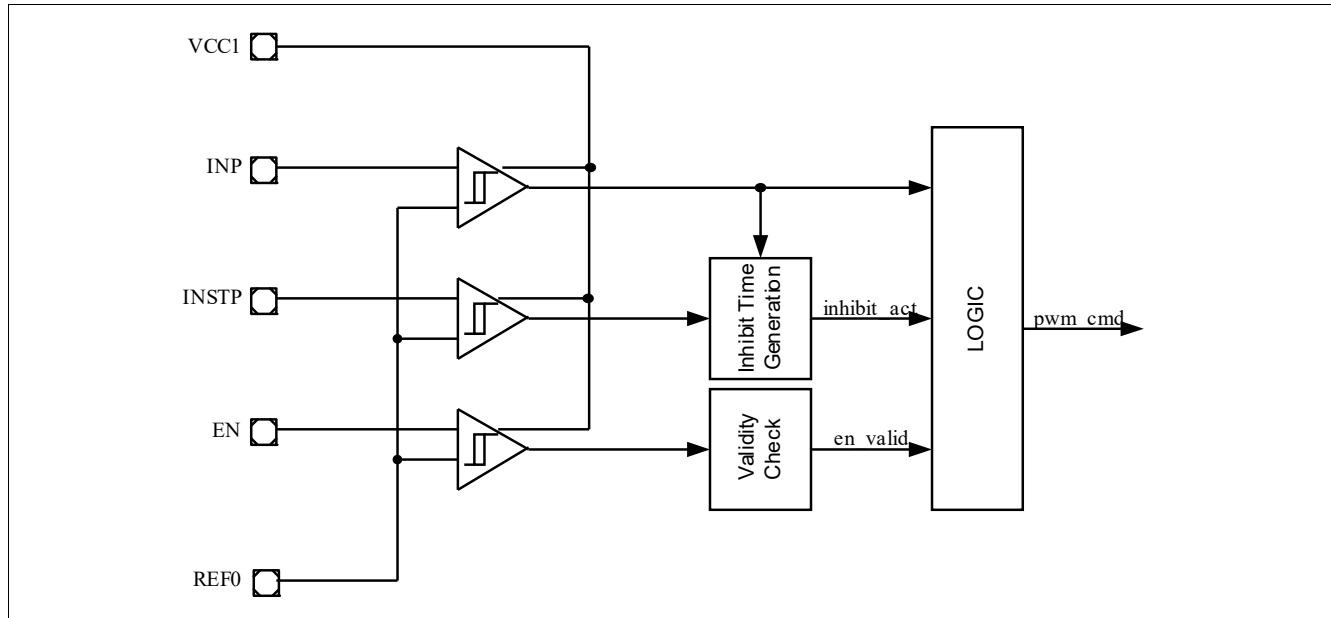 VCC1
INP
INSTP
Inhibit Time
Generation
inhibit_act
LOGIC
pwm_cmd
EN
Validity
Check
en_valid
REF0